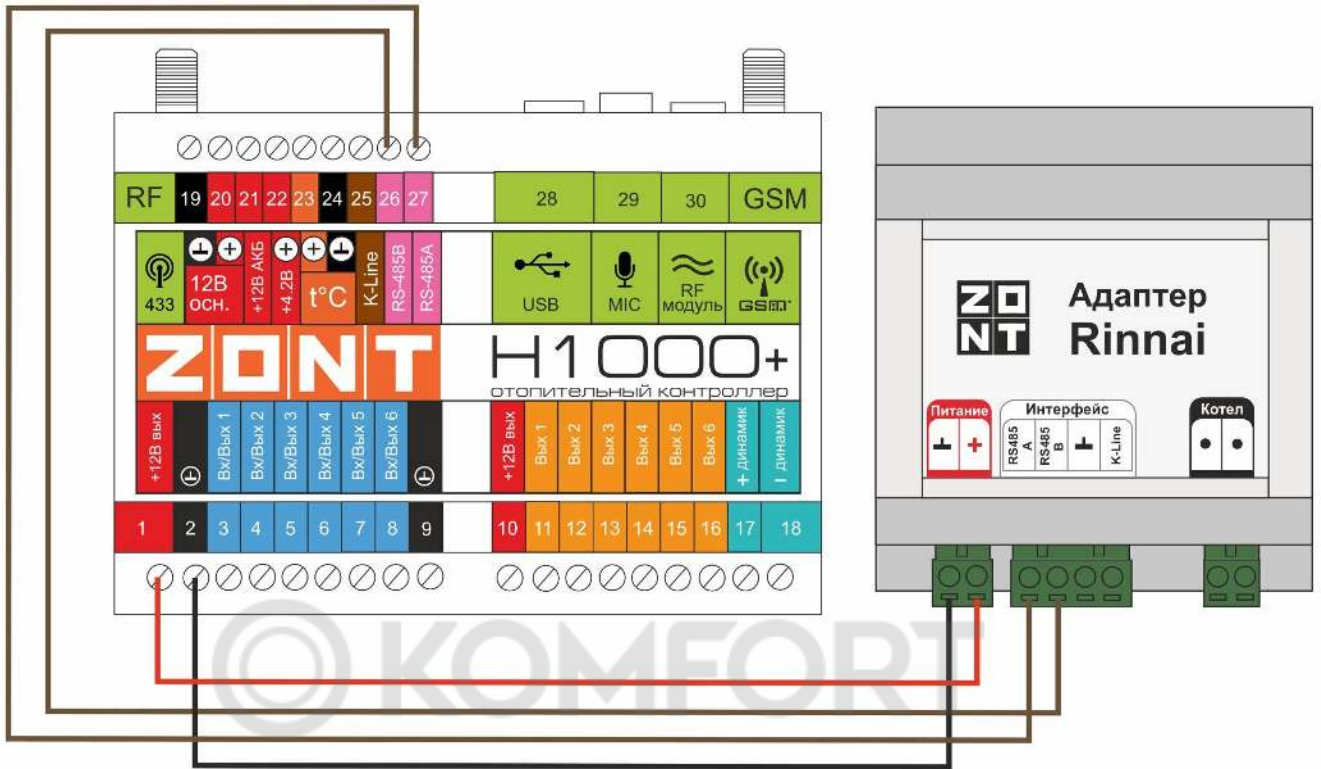 RF 19 20 21 22 23 24 25 26 27 28 29 30 GSM
433
12В
осн.
+12В АКБ
+4.2В
t°C
K-Line
RS-485B
RS-485A
USB
MIC
RF
модуль
GSM
ZONT
H1000+
отопительный контроллер
+12В вых
Вх/Вых 1
Вх/Вых 2
Вх/Вых 3
Вх/Вых 4
Вх/Вых 5
Вх/Вых 6
+12В вых
Вых 1
Вых 2
Вых 3
Вых 4
Вых 5
Вых 6
+ динамик
– динамик
1 2 3 4 5 6 7 8 9 10 11 12 13 14 15 16 17 18
ZO
NT
Адаптер
Rinnai
Питание
+
Интерфейс
RS485
A
RS485
B
K-Line
Котел
KOMFORT